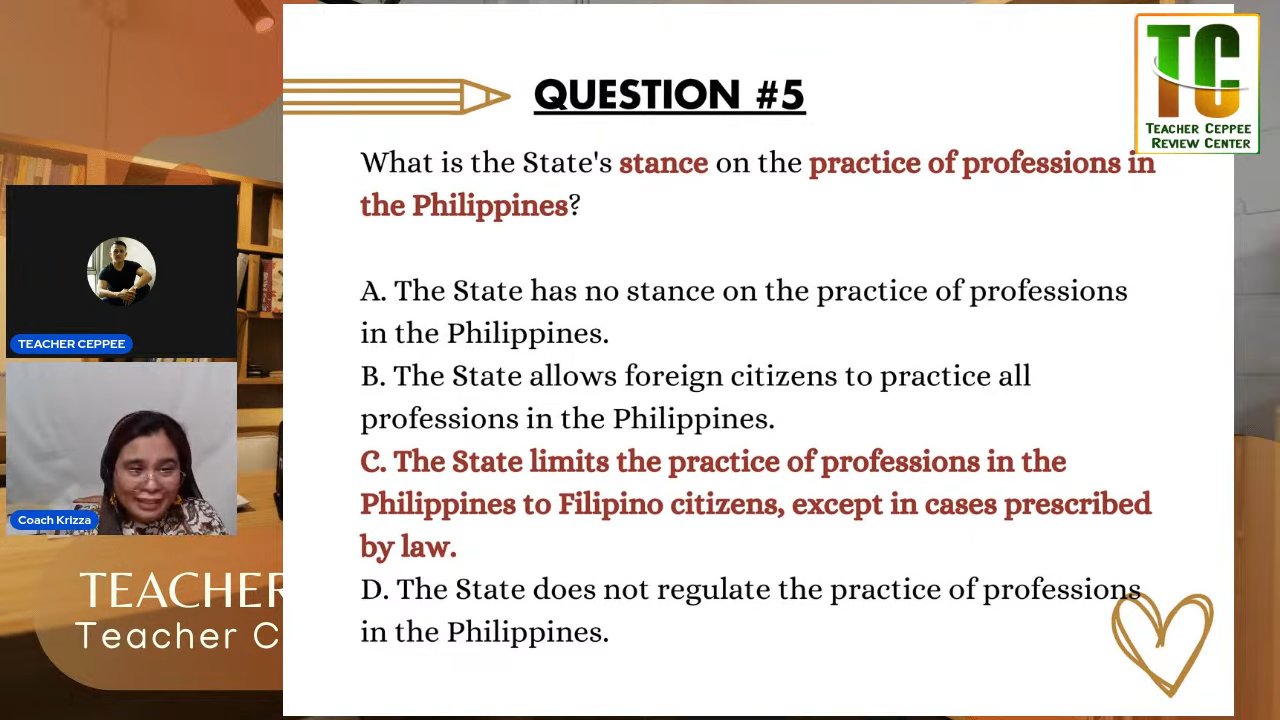 QUESTION #5
TC
TEACHER CEPPEE
REVIEW CENTER
What is the State's stance on the practice of professions in
the Philippines?
A. The State has no stance on the practice of professions
in the Philippines.
B. The State allows foreign citizens to practice all
professions in the Philippines.
C. The State limits the practice of professions in the
Philippines to Filipino citizens, except in cases prescribed
by law.
D. The State does not regulate the practice of professions
in the Philippines.
TEACHER CEPPEE
Coach Krizza
TEACHER
Teacher C